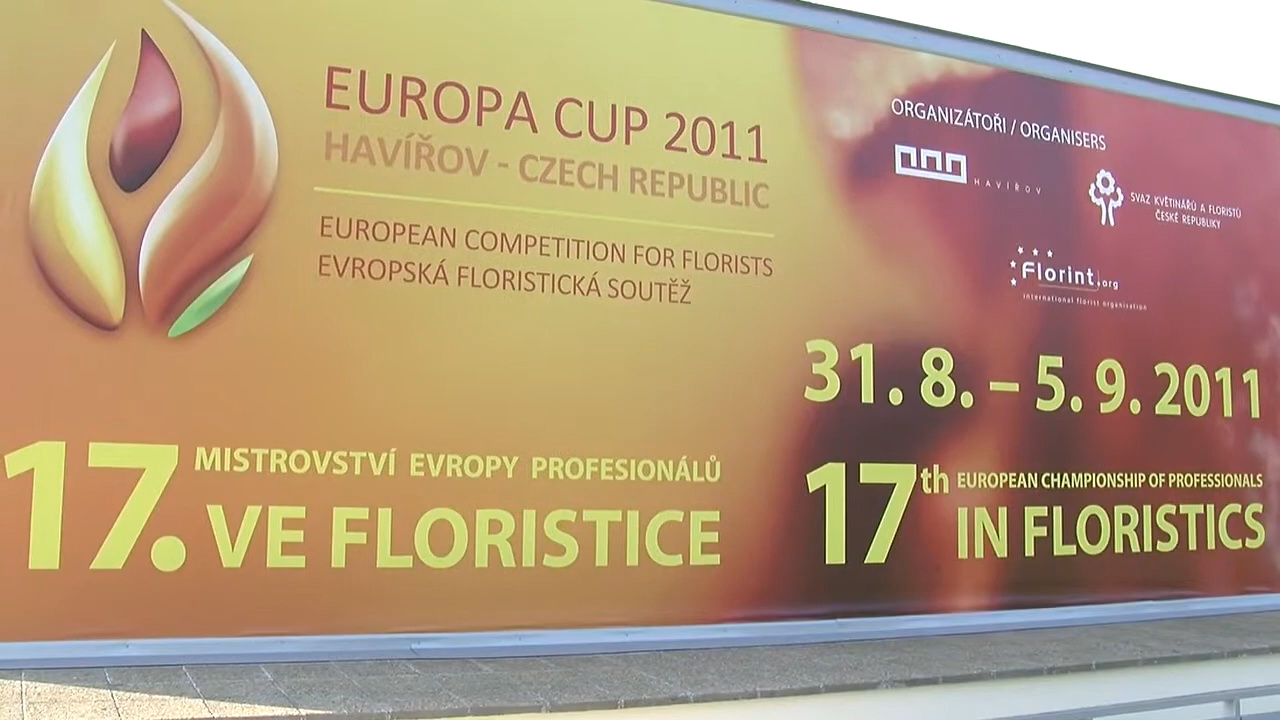 EUROPA CUP 2011
HAVÍŘOV - CZECH REPUBLIC
EUROPEAN COMPETITION FOR FLORISTS
EVROPSKÁ FLORISTICKÁ SOUTĚŽ
ORGANIZÁTOŘI / ORGANISERS
HAVÍŘOV
SVAZ KVĚTINÁŘŮ A FLORISTŮ
ČESKÉ REPUBLIKY
Florint.org
international florist organisation
31. 8. – 5. 9. 2011
17. MISTROVSTVÍ EVROPY PROFESIONÁLŮ
VE FLORISTICE
17th EUROPEAN CHAMPIONSHIP OF PROFESSIONALS
IN FLORISTICS